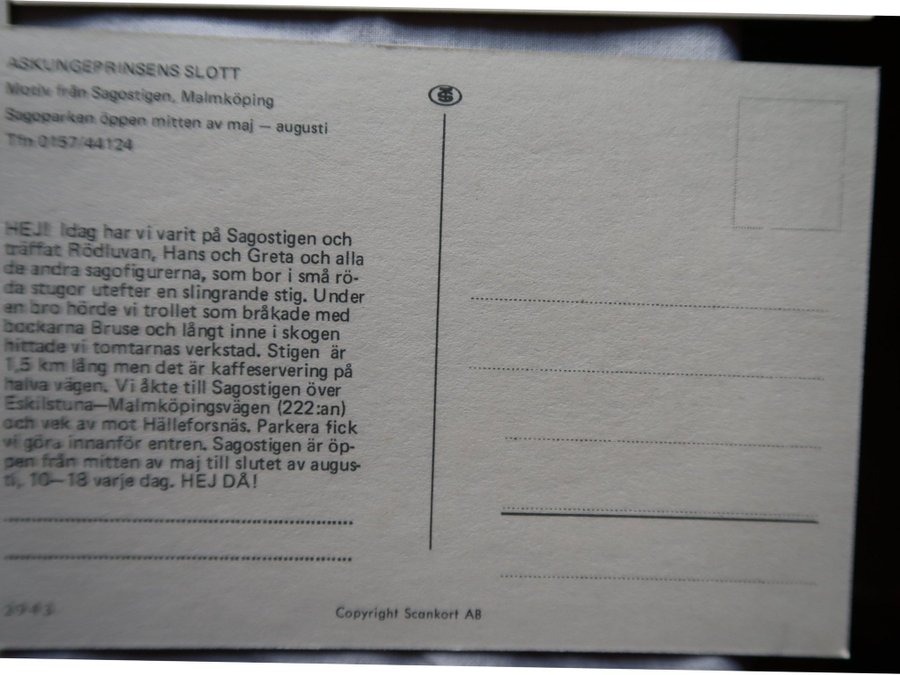 ASKUNGEPRINSENS SLOTT
Motiv från Sagostigen, Malmköping
Sagoparken öppen mitten av maj – augusti
Tfn 0157/44124
HEJ! Idag har vi varit på Sagostigen och
träffat Rödluvan, Hans och Greta och alla
de andra sagofigurerna, som bor i små rö-
da stugor utefter en slingrande stig. Under
en bro hörde vi trollet som bråkade med
bockarna Bruse och långt inne i skogen
hittade vi tomtarnas verkstad. Stigen är
1,5 km lång men det är kaffeservering på
halva vägen. Vi åkte till Sagostigen över
Eskilstuna–Malmköpingsvägen (222:an)
och vek av mot Hälleforsnäs. Parkera fick
vi göra innanför entren. Sagostigen är öp-
pen från mitten av maj till slutet av augus-
ti, 10–18 varje dag. HEJ DÅ!
Copyright Scankort AB